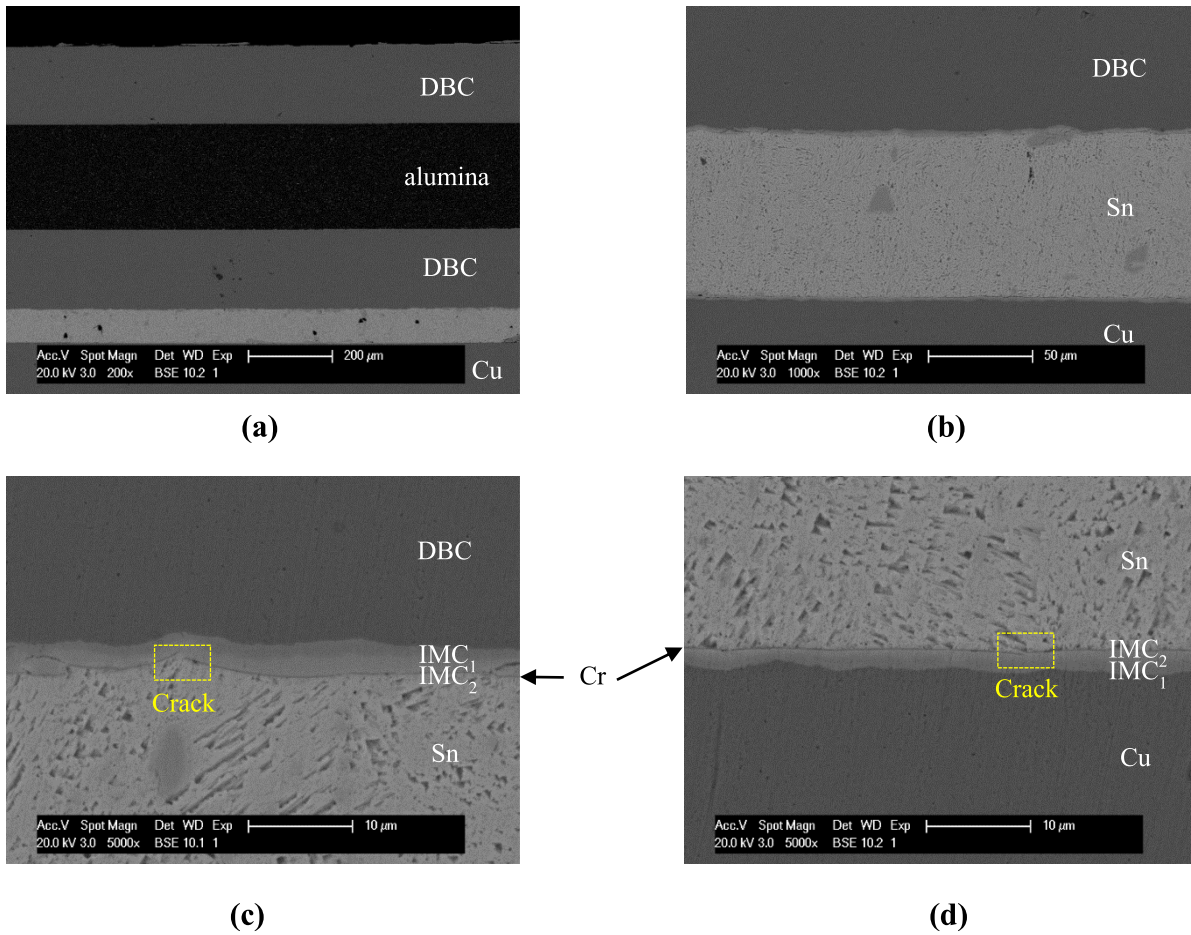 DBC
alumina
DBC
Acc.V Spot Magn Det WD Exp 200 μm
20.0 kV 3.0 200x BSE 10.2 1
Cu
(a)
DBC
Sn
Cu
Acc.V Spot Magn Det WD Exp 50 μm
20.0 kV 3.0 1000x BSE 10.2 1
(b)
DBC
IMC1
IMC2
Crack
Sn
Acc.V Spot Magn Det WD Exp 10 μm
20.0 kV 3.0 5000x BSE 10.1 1
(c)
Cr
Sn
IMC2
IMC1
Crack
Cu
Acc.V Spot Magn Det WD Exp 10 μm
20.0 kV 3.0 5000x BSE 10.2 1
(d)